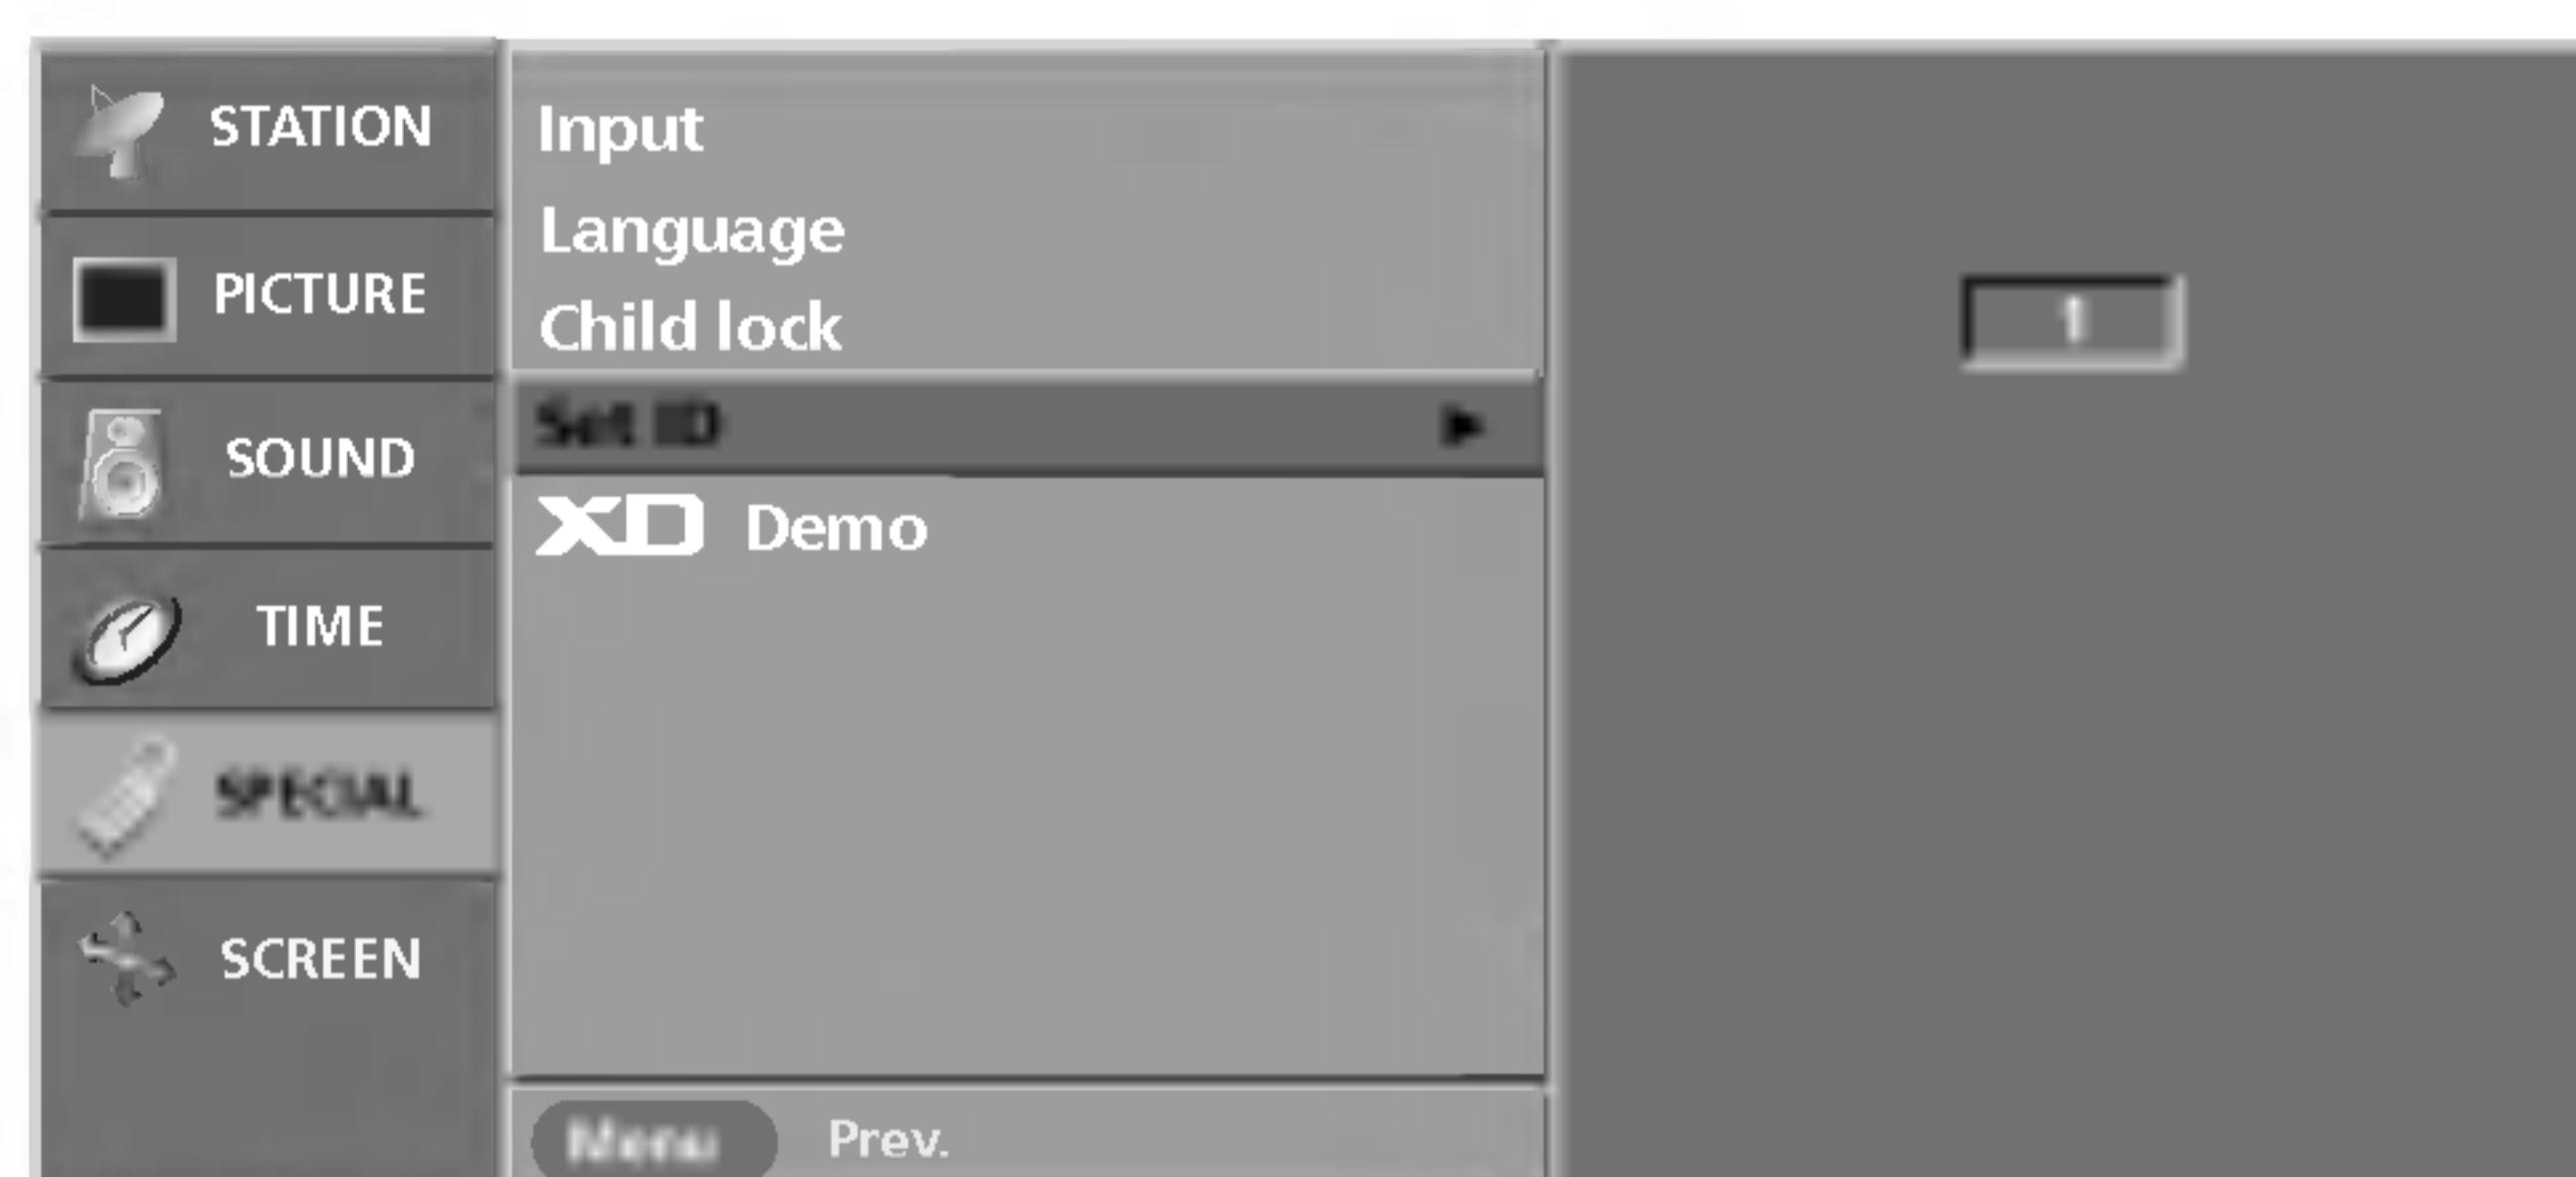 STATION
PICTURE
SOUND
TIME
SPECIAL
SCREEN
Input
Language
Child lock
Set ID
XD Demo
Menu Prev.
1